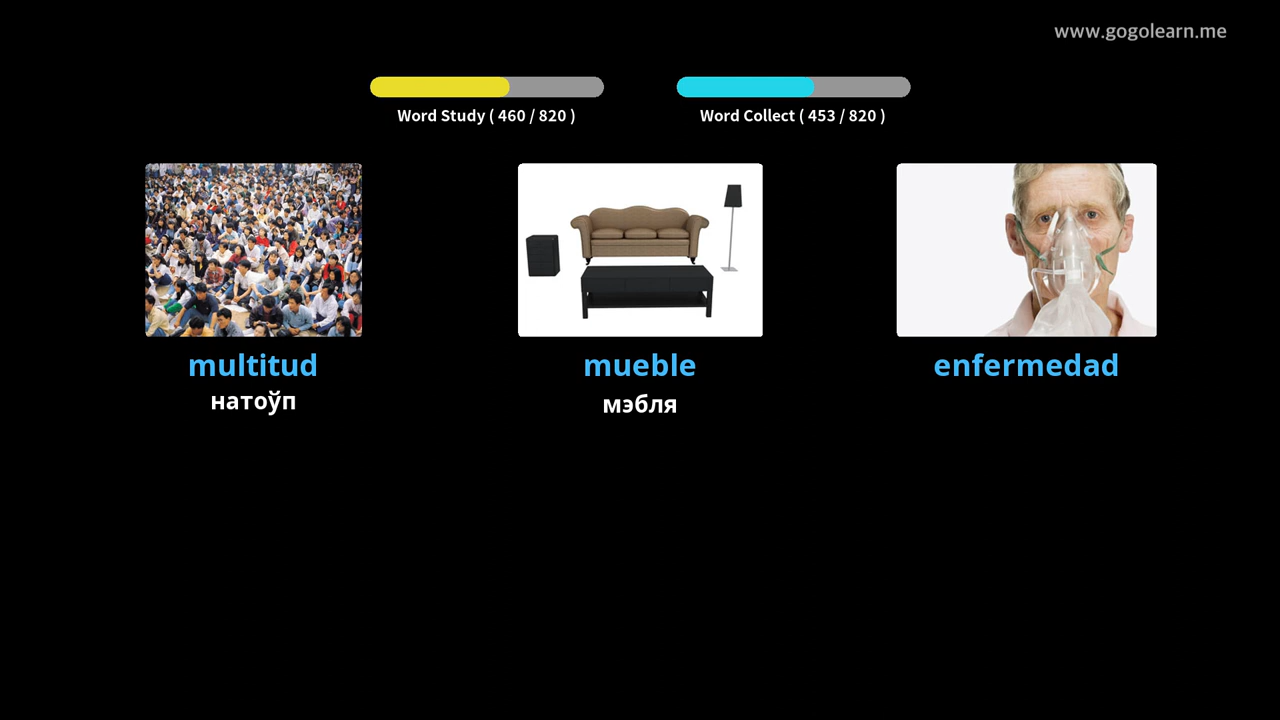 www.gogolearn.me
Word Study ( 460 / 820 )
Word Collect ( 453 / 820 )
multitud
натоўп
mueble
мэбля
enfermedad